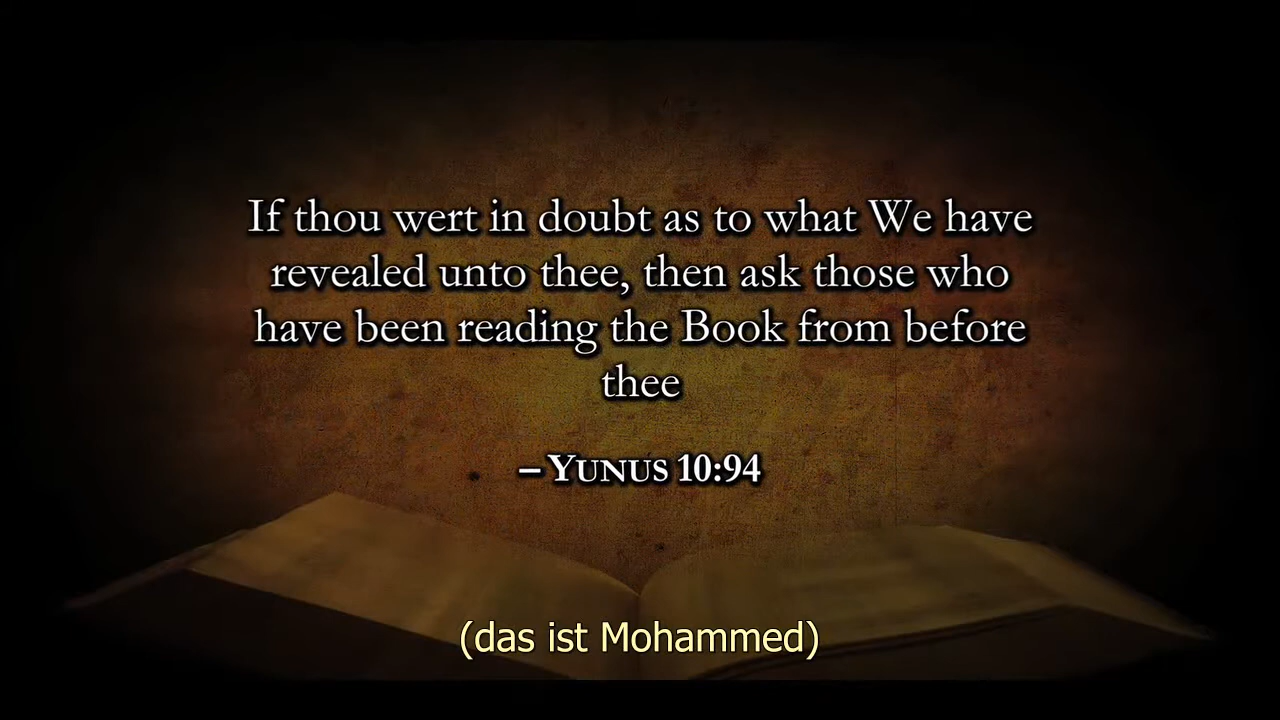 If thou wert in doubt as to what We have
revealed unto thee, then ask those who
have been reading the Book from before
thee
– YUNUS 10:94
(das ist Mohammed)